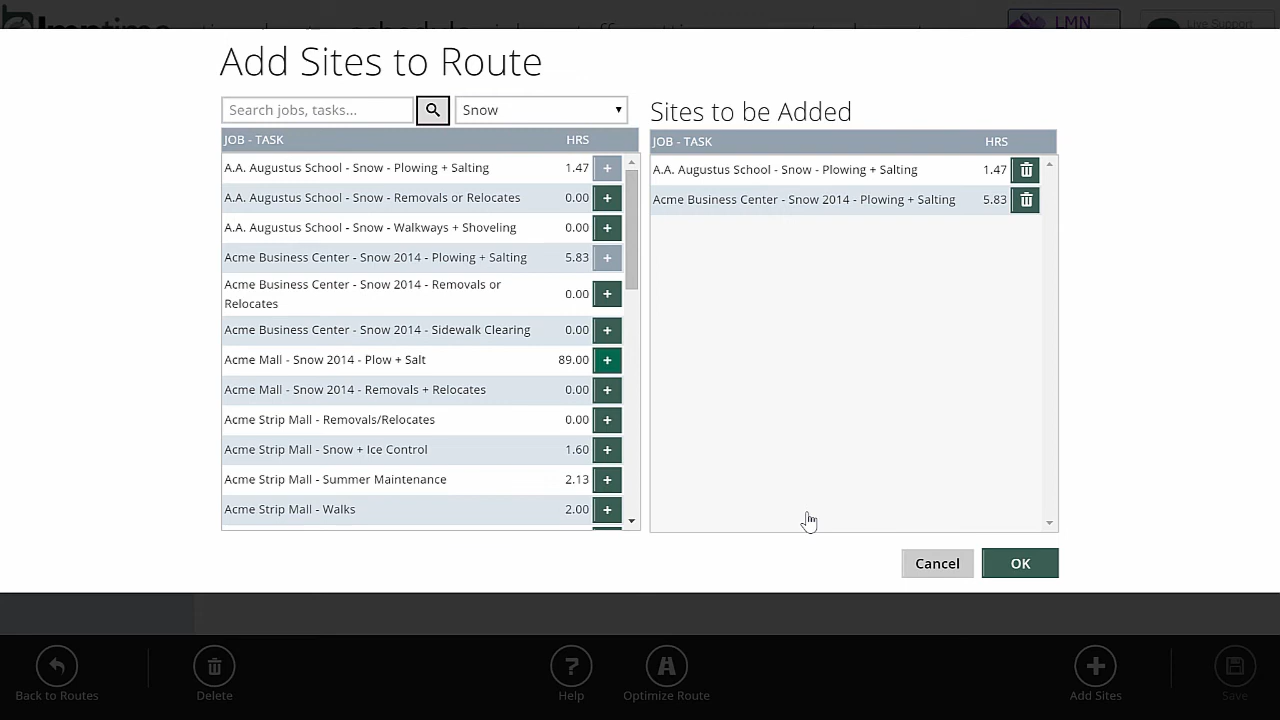 LMN
Live Support
Add Sites to Route
Search jobs, tasks...
Snow
Sites to be Added
JOB - TASK HRS
A.A. Augustus School - Snow - Plowing + Salting 1.47 +
A.A. Augustus School - Snow - Removals or Relocates 0.00 +
A.A. Augustus School - Snow - Walkways + Shoveling 0.00 +
Acme Business Center - Snow 2014 - Plowing + Salting 5.83 +
Acme Business Center - Snow 2014 - Removals or
Relocates 0.00 +
Acme Business Center - Snow 2014 - Sidewalk Clearing 0.00 +
Acme Mall - Snow 2014 - Plow + Salt 89.00 +
Acme Mall - Snow 2014 - Removals + Relocates 0.00 +
Acme Strip Mall - Removals/Relocates 0.00 +
Acme Strip Mall - Snow + Ice Control 1.60 +
Acme Strip Mall - Summer Maintenance 2.13 +
Acme Strip Mall - Walks 2.00 +
JOB - TASK HRS
A.A. Augustus School - Snow - Plowing + Salting 1.47
Acme Business Center - Snow 2014 - Plowing + Salting 5.83
Cancel
OK
Back to Routes
Delete
Help
Optimize Route
Add Sites
Save